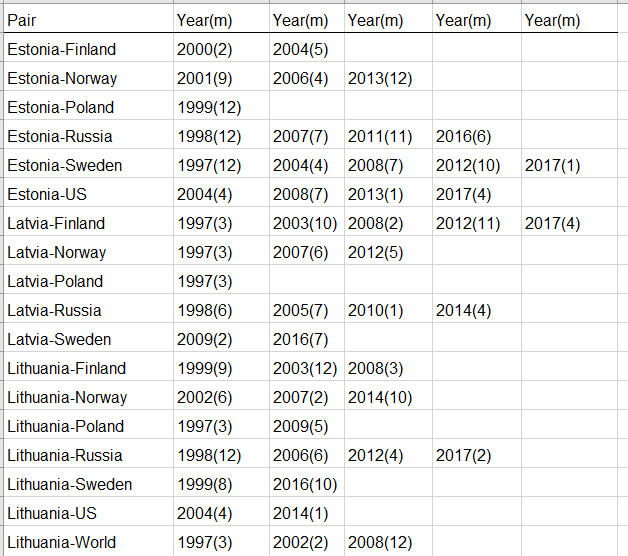 Pair Year(m) Year(m) Year(m) Year(m) Year(m)
Estonia-Finland 2000(2) 2004(5)
Estonia-Norway 2001(9) 2006(4) 2013(12)
Estonia-Poland 1999(12)
Estonia-Russia 1998(12) 2007(7) 2011(11) 2016(6)
Estonia-Sweden 1997(12) 2004(4) 2008(7) 2012(10) 2017(1)
Estonia-US 2004(4) 2008(7) 2013(1) 2017(4)
Latvia-Finland 1997(3) 2003(10) 2008(2) 2012(11) 2017(4)
Latvia-Norway 1997(3) 2007(6) 2012(5)
Latvia-Poland 1997(3)
Latvia-Russia 1998(6) 2005(7) 2010(1) 2014(4)
Latvia-Sweden 2009(2) 2016(7)
Lithuania-Finland 1999(9) 2003(12) 2008(3)
Lithuania-Norway 2002(6) 2007(2) 2014(10)
Lithuania-Poland 1997(3) 2009(5)
Lithuania-Russia 1998(12) 2006(6) 2012(4) 2017(2)
Lithuania-Sweden 1999(8) 2016(10)
Lithuania-US 2004(4) 2014(1)
Lithuania-World 1997(3) 2002(2) 2008(12)